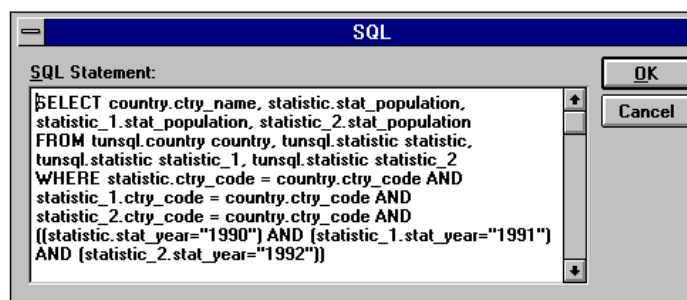 SQL
SQL Statement:
SELECT country.ctry_name, statistic.stat_population,
statistic_1.stat_population, statistic_2.stat_population
FROM tunsql.country country, tunsql.statistic statistic,
tunsql.statistic statistic_1, tunsql.statistic statistic_2
WHERE statistic.ctry_code = country.ctry_code AND
statistic_1.ctry_code = country.ctry_code AND
statistic_2.ctry_code = country.ctry_code AND
((statistic.stat_year="1990") AND (statistic_1.stat_year="1991")
AND (statistic_2.stat_year="1992"))
OK
Cancel